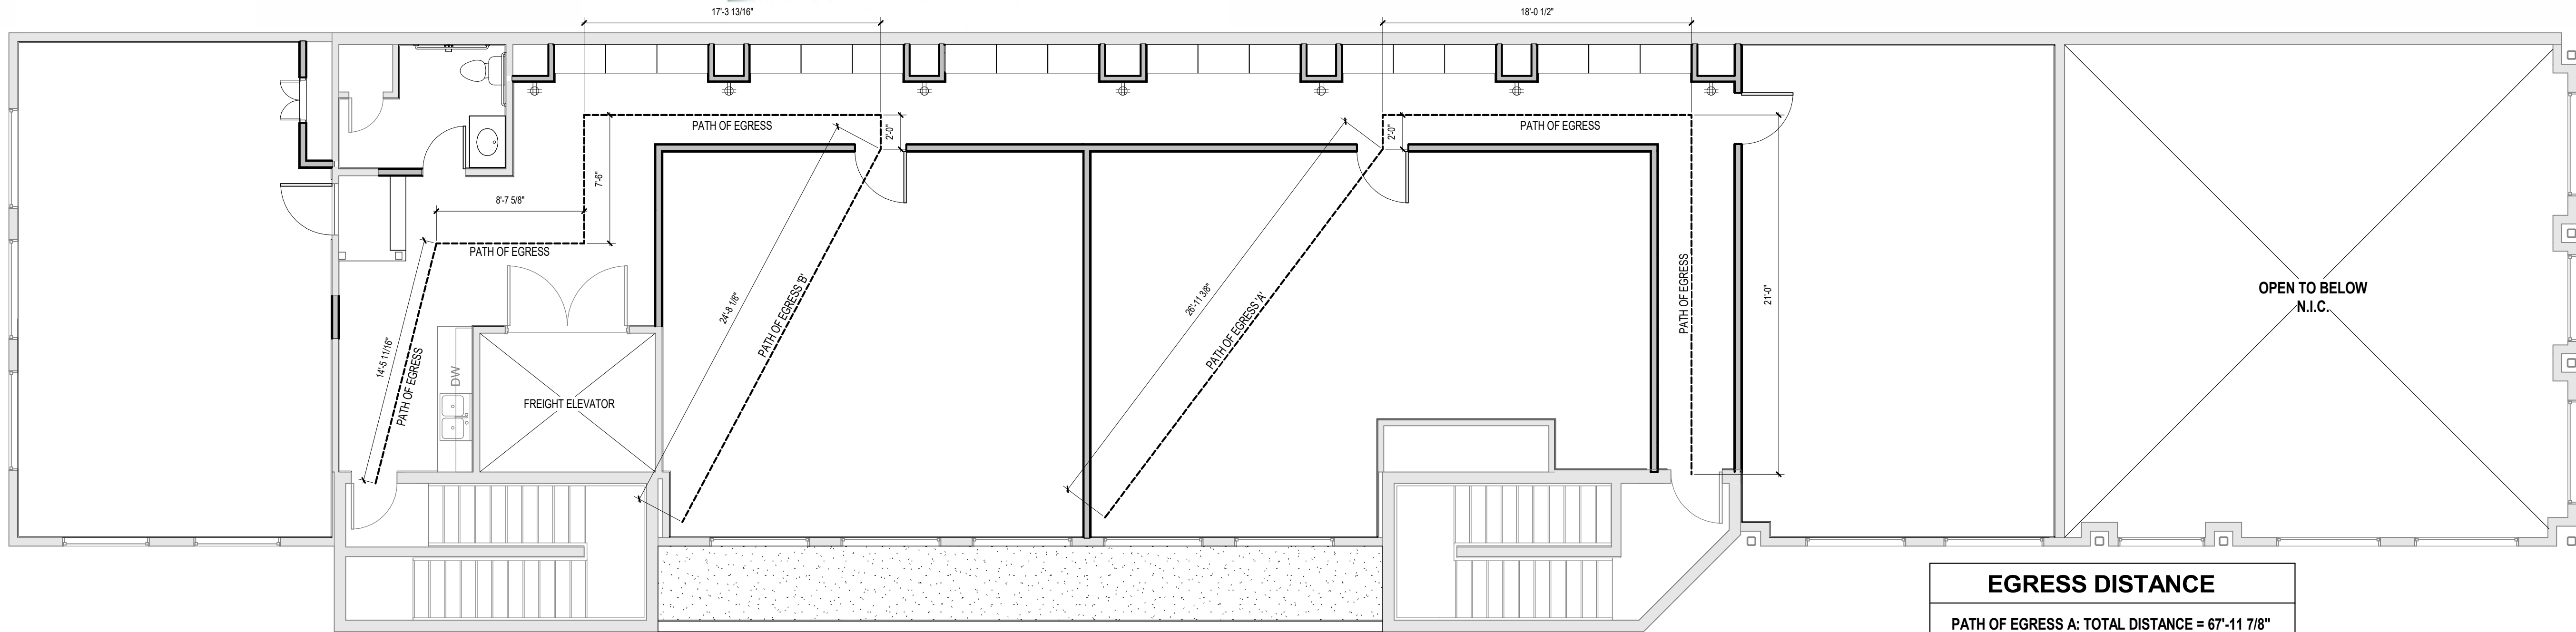 17'-3 13/16"
18'-0 1/2"
PATH OF EGRESS
2'-0"
PATH OF EGRESS
2'-0"
7'-6"
8'-7 5/8"
PATH OF EGRESS
14'-5 11/16"
PATH OF EGRESS
DW
FREIGHT ELEVATOR
24'-8 1/8"
PATH OF EGRESS 'B'
26'-11 3/8"
PATH OF EGRESS 'A'
PATH OF EGRESS
21'-0"
OPEN TO BELOW
N.I.C.
EGRESS DISTANCE
PATH OF EGRESS A: TOTAL DISTANCE = 67'-11 7/8"